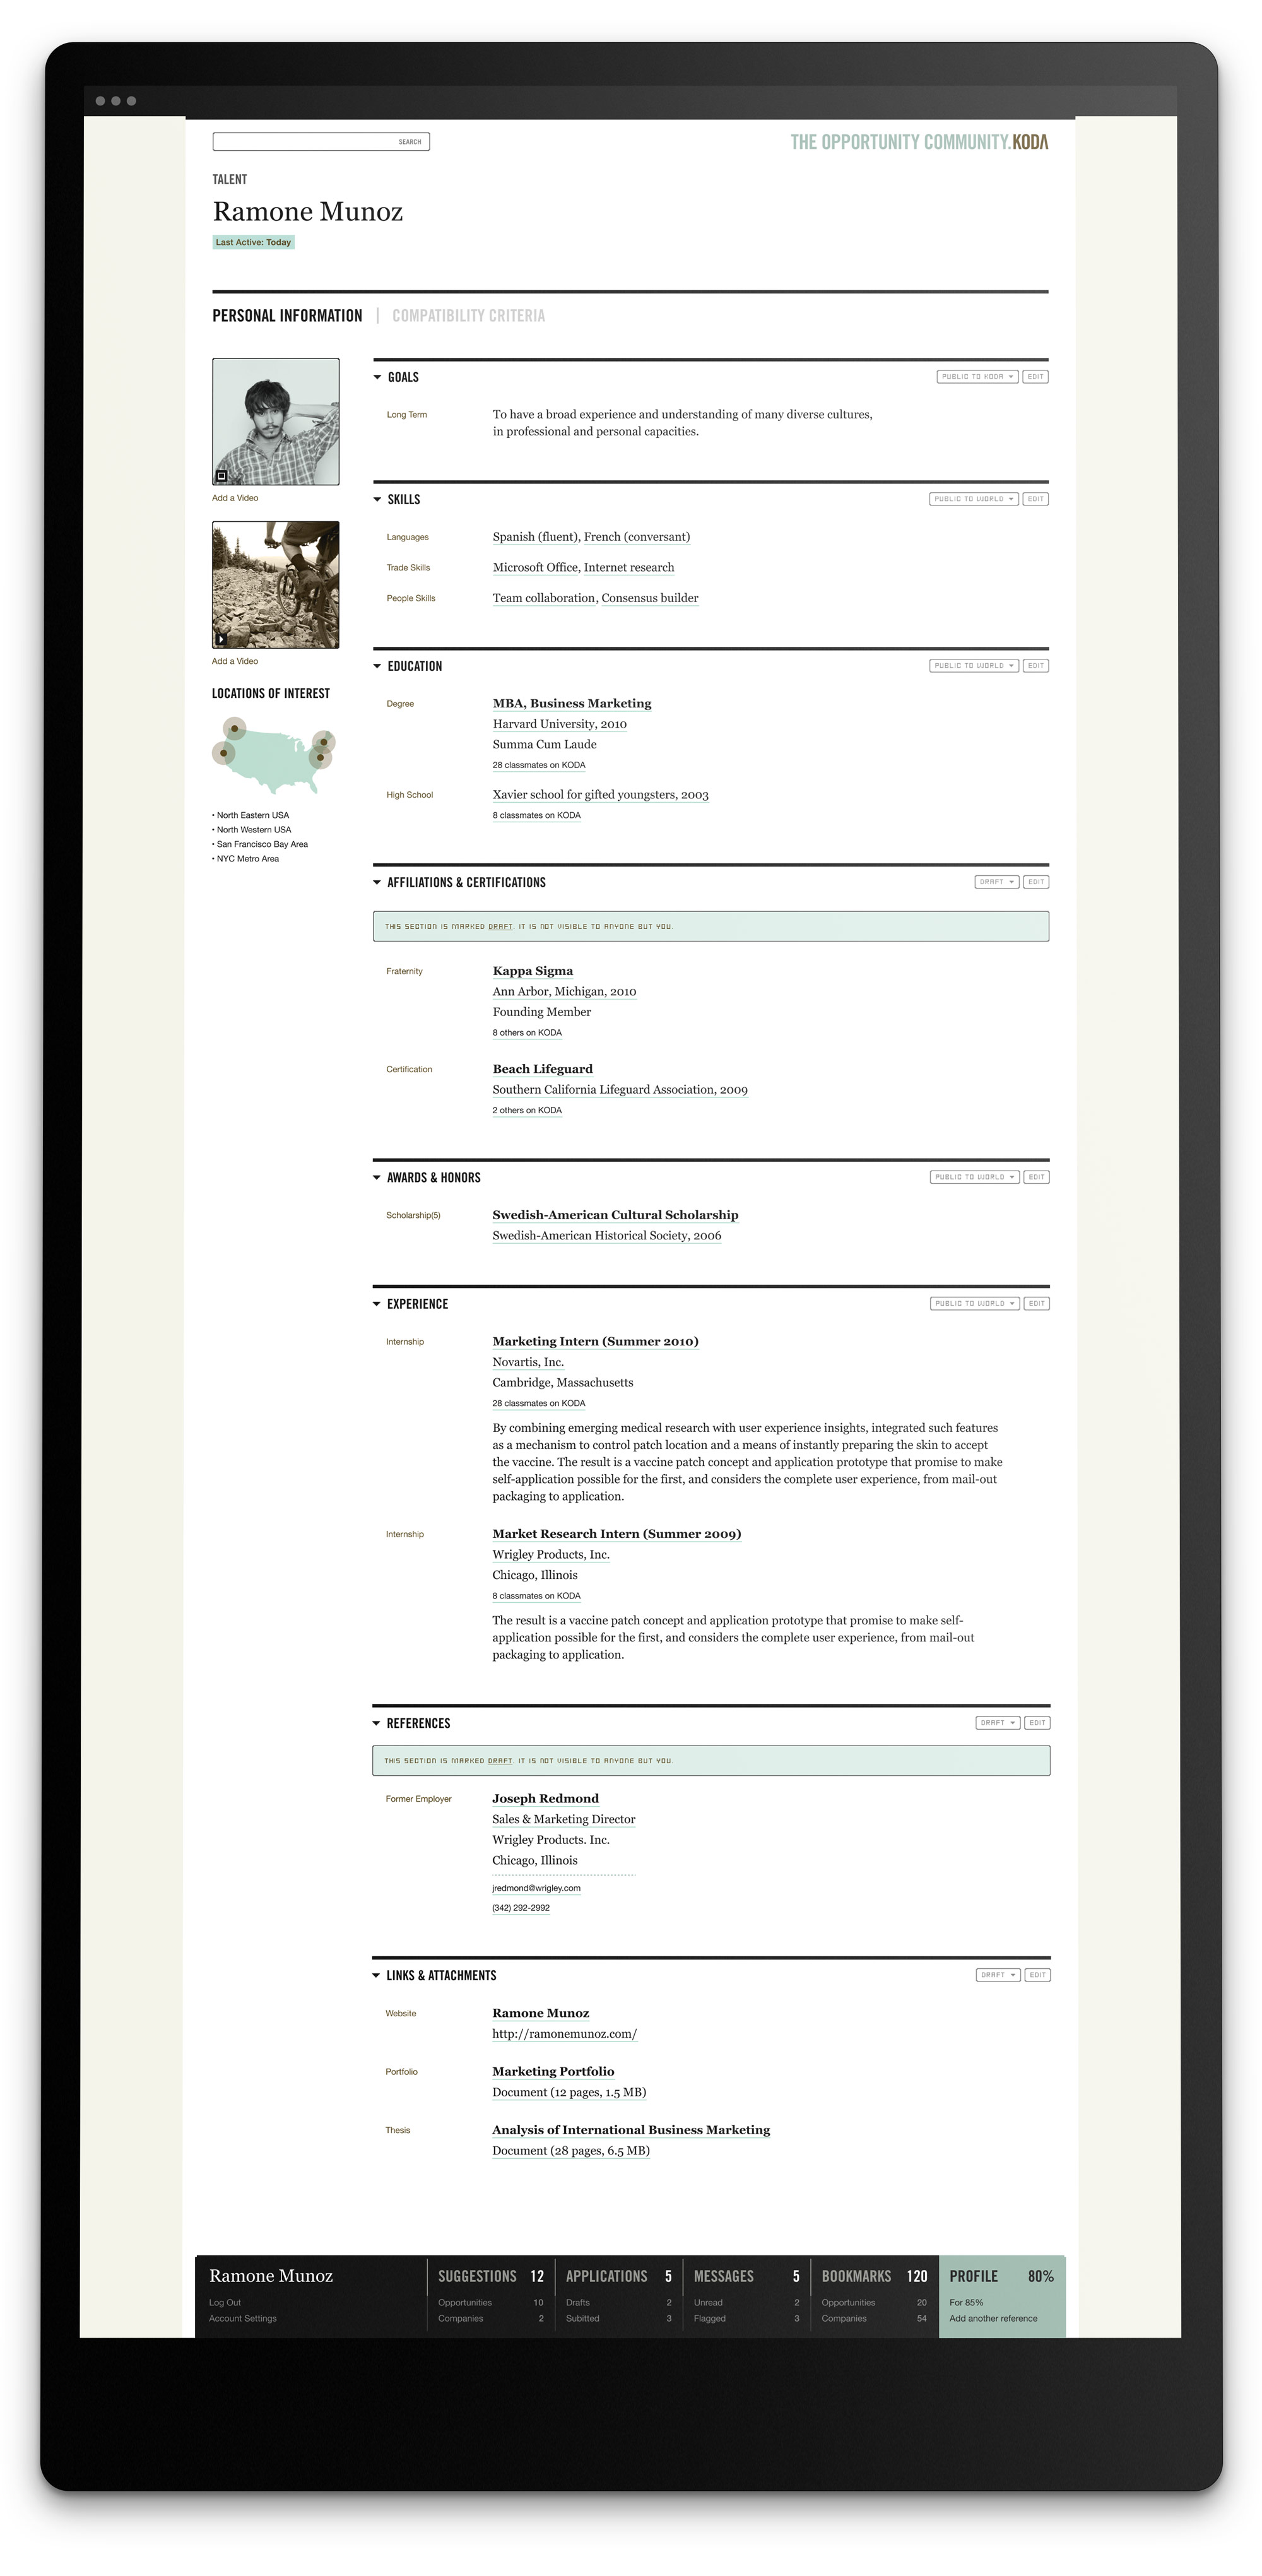 SEARCH
THE OPPORTUNITY COMMUNITY.KODA
TALENT
Ramone Munoz
Last Active: Today
PERSONAL INFORMATION | COMPATIBILITY CRITERIA
Add a Video
Add a Video
LOCATIONS OF INTEREST
• North Eastern USA
• North Western USA
• San Francisco Bay Area
• NYC Metro Area
GOALS
PUBLIC TO KODA EDIT
Long Term
To have a broad experience and understanding of many diverse cultures,
in professional and personal capacities.
SKILLS
PUBLIC TO WORLD EDIT
Languages
Spanish (fluent), French (conversant)
Trade Skills
Microsoft Office, Internet research
People Skills
Team collaboration, Consensus builder
EDUCATION
PUBLIC TO WORLD EDIT
Degree
MBA, Business Marketing
Harvard University, 2010
Summa Cum Laude
28 classmates on KODA
High School
Xavier school for gifted youngsters, 2003
8 classmates on KODA
AFFILIATIONS & CERTIFICATIONS
DRAFT EDIT
THIS SECTION IS MARKED DRAFT. IT IS NOT VISIBLE TO ANYONE BUT YOU.
Fraternity
Kappa Sigma
Ann Arbor, Michigan, 2010
Founding Member
8 others on KODA
Certification
Beach Lifeguard
Southern California Lifeguard Association, 2009
2 others on KODA
AWARDS & HONORS
PUBLIC TO WORLD EDIT
Scholarship(5)
Swedish-American Cultural Scholarship
Swedish-American Historical Society, 2006
EXPERIENCE
PUBLIC TO WORLD EDIT
Internship
Marketing Intern (Summer 2010)
Novartis, Inc.
Cambridge, Massachusetts
28 classmates on KODA
By combining emerging medical research with user experience insights, integrated such features
as a mechanism to control patch location and a means of instantly preparing the skin to accept
the vaccine. The result is a vaccine patch concept and application prototype that promise to make
self-application possible for the first, and considers the complete user experience, from mail-out
packaging to application.
Internship
Market Research Intern (Summer 2009)
Wrigley Products, Inc.
Chicago, Illinois
8 classmates on KODA
The result is a vaccine patch concept and application prototype that promise to make self-
application possible for the first, and considers the complete user experience, from mail-out
packaging to application.
REFERENCES
DRAFT EDIT
THIS SECTION IS MARKED DRAFT. IT IS NOT VISIBLE TO ANYONE BUT YOU.
Former Employer
Joseph Redmond
Sales & Marketing Director
Wrigley Products. Inc.
Chicago, Illinois
jredmond@wrigley.com
(342) 292-2992
LINKS & ATTACHMENTS
DRAFT EDIT
Website
Ramone Munoz
http://ramonemunoz.com/
Portfolio
Marketing Portfolio
Document (12 pages, 1.5 MB)
Thesis
Analysis of International Business Marketing
Document (28 pages, 6.5 MB)
Ramone Munoz
Log Out
Account Settings
SUGGESTIONS 12
Opportunities 10
Companies 2
APPLICATIONS 5
Drafts 2
Subitted 3
MESSAGES 5
Unread 2
Flagged 3
BOOKMARKS 120
Opportunities 20
Companies 54
PROFILE 80%
For 85%
Add another reference